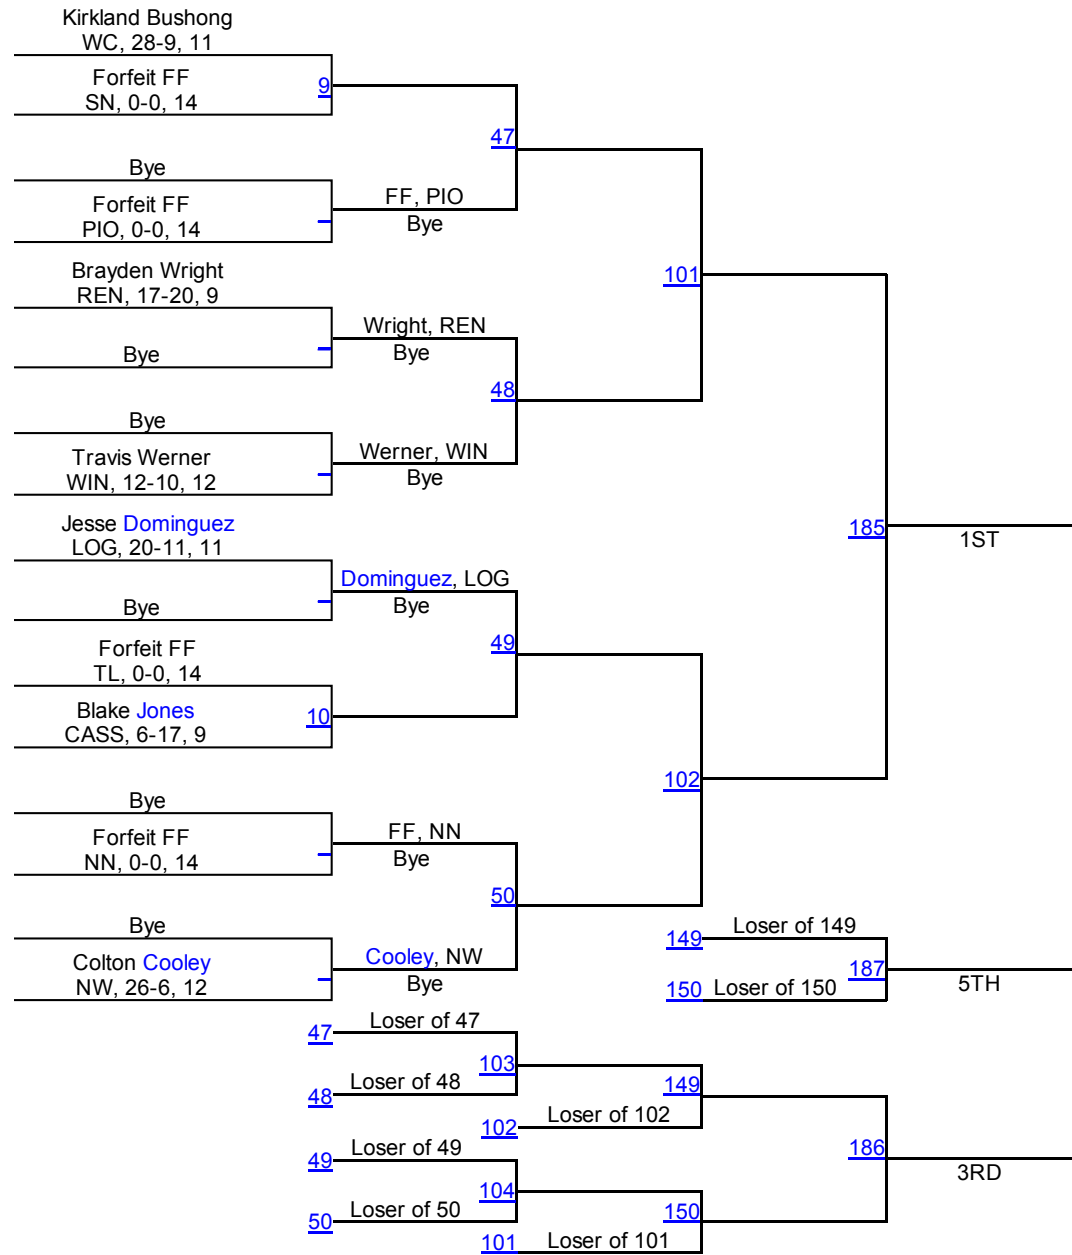 Kirkland Bushong
WC, 28-9, 11
Forfeit FF
SN, 0-0, 14
9
47
Bye
Forfeit FF
PIO, 0-0, 14
FF, PIO
Bye
Brayden Wright
REN, 17-20, 9
101
Wright, REN
Bye
Bye
48
Bye
Travis Werner
WIN, 12-10, 12
Werner, WIN
Bye
Jesse Dominguez
LOG, 20-11, 11
185
1ST
Dominguez, LOG
Bye
Bye
49
Forfeit FF
TL, 0-0, 14
Blake Jones
CASS, 6-17, 9
10
102
Bye
Forfeit FF
NN, 0-0, 14
FF, NN
Bye
50
Bye
Colton Cooley
NW, 26-6, 12
Cooley, NW
Bye
149
Loser of 149
187
5TH
150
Loser of 150
47
Loser of 47
103
48
Loser of 48
149
102
Loser of 102
49
Loser of 49
186
3RD
104
50
Loser of 50
150
101
Loser of 101